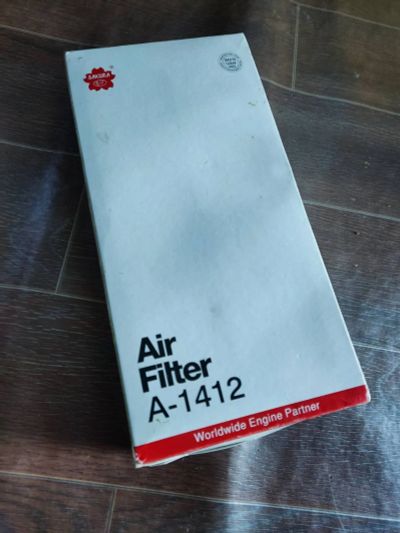 SAKURA
®
Air
Filter
A-1412
Worldwide Engine Partner